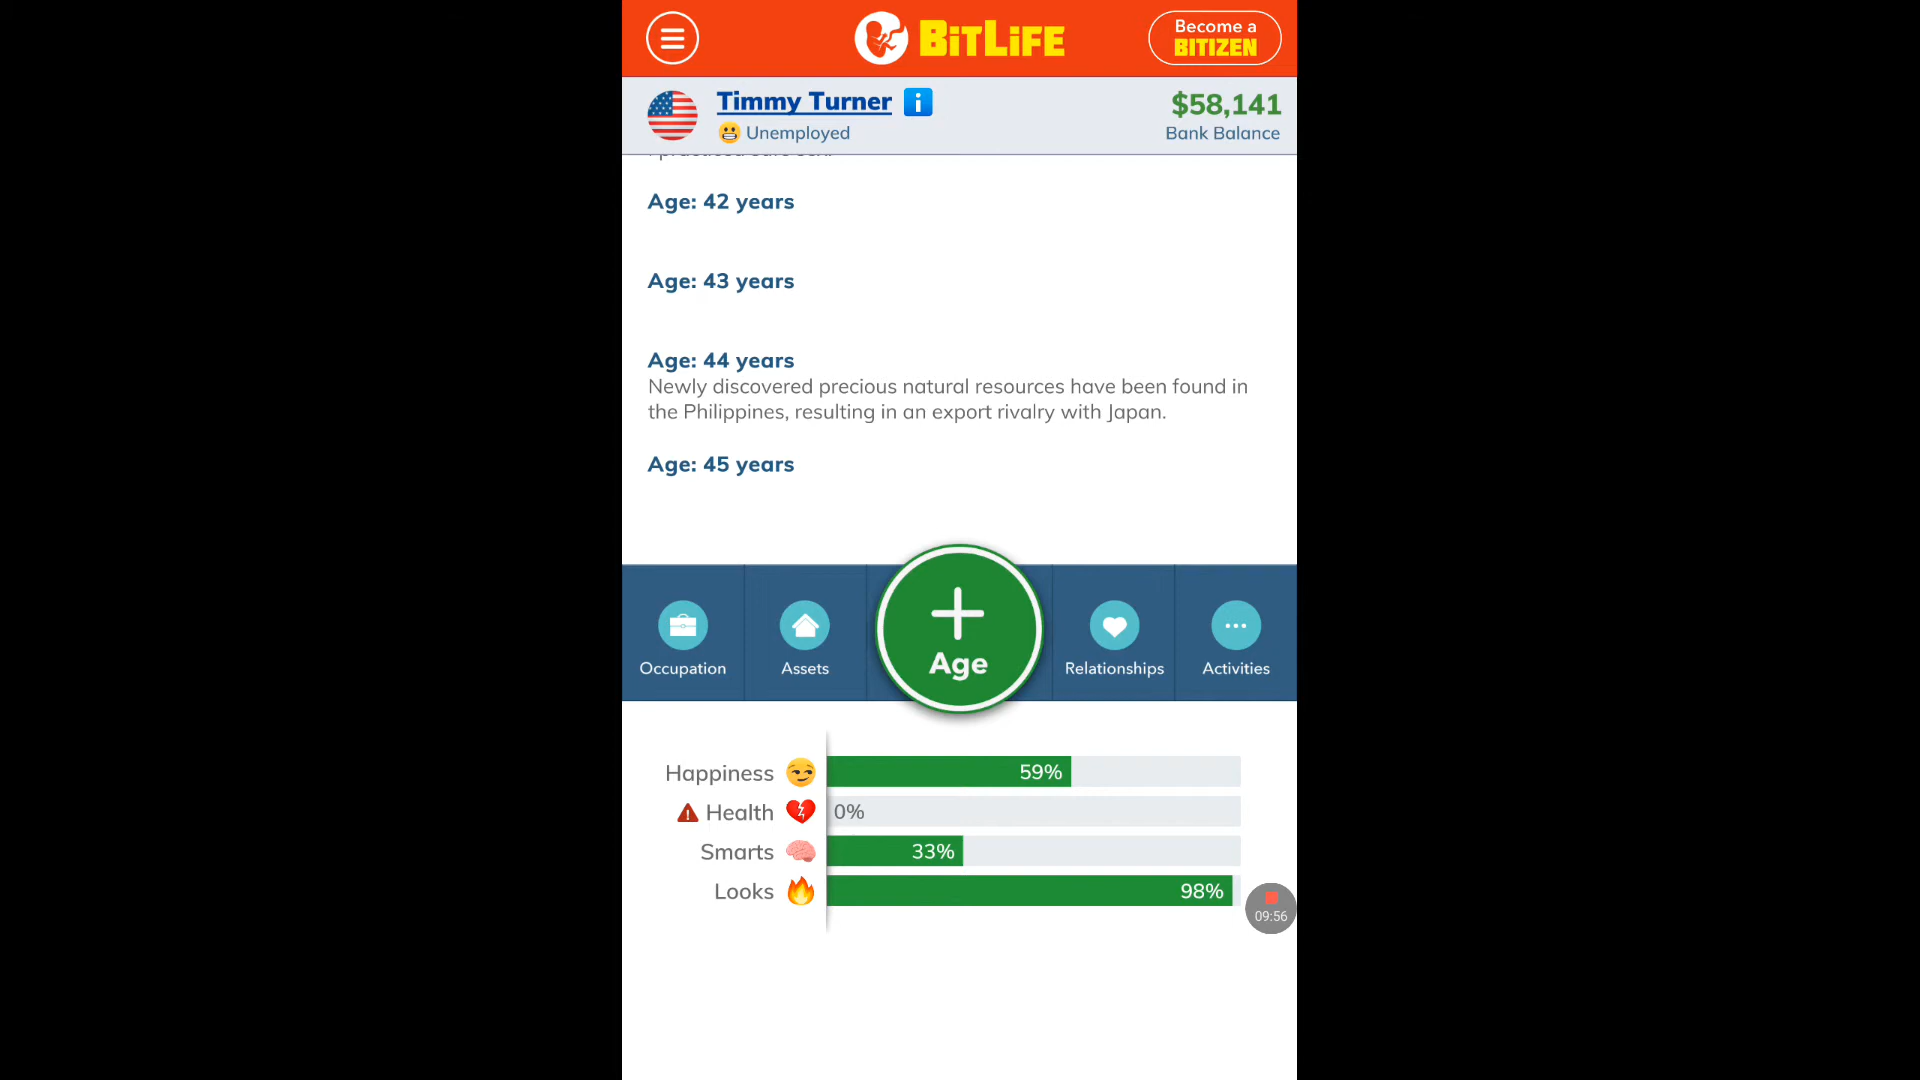 BITLIFE
Become a
BITIZEN
Timmy Turner
$58,141
Unemployed
Bank Balance
Age: 42 years
Age: 43 years
Age: 44 years
Newly discovered precious natural resources have been found in
the Philippines, resulting in an export rivalry with Japan.
Age: 45 years
Age
Occupation
Assets
Relationships
Activities
Happiness
59%
Health
0%
Smarts
33%
Looks
98%
09:56